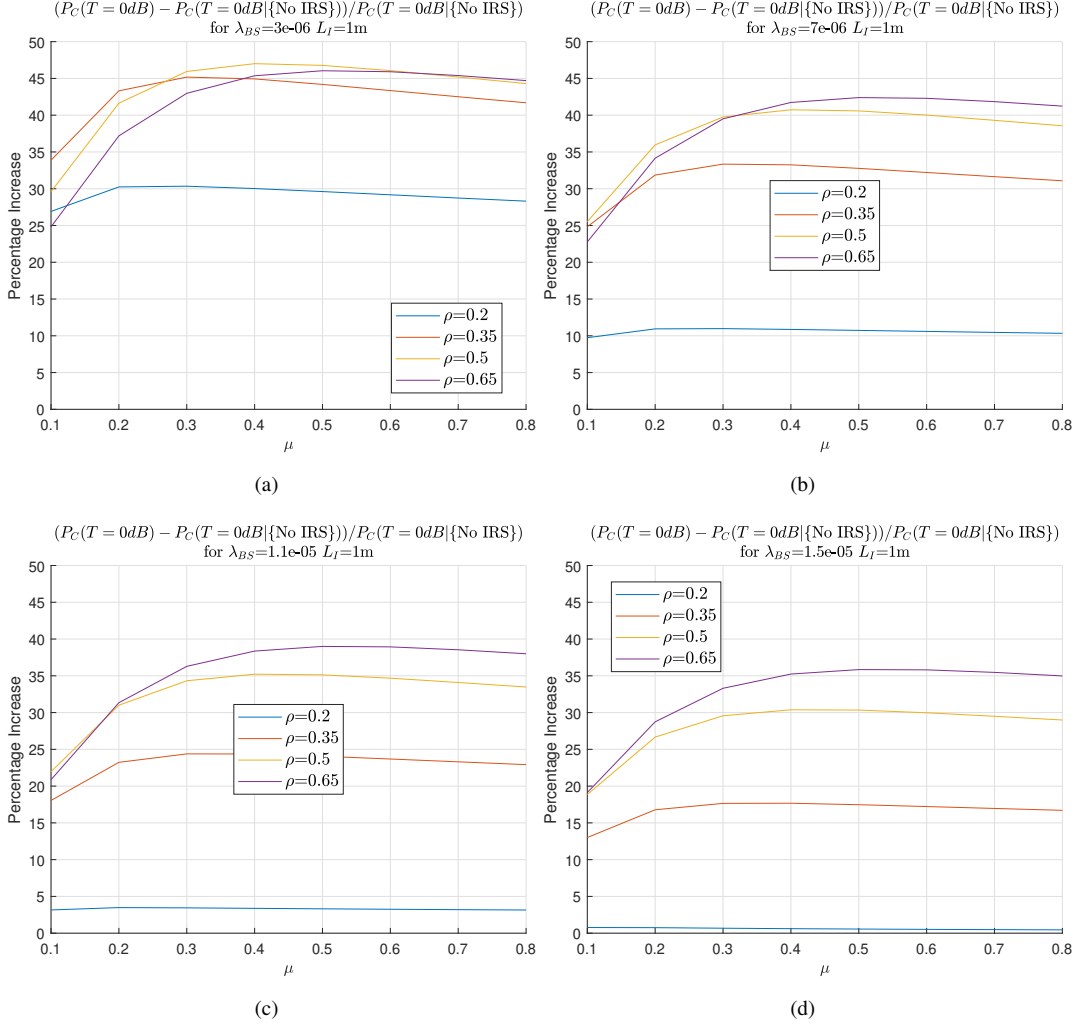 (P_C(T = 0dB) − P_C(T = 0dB|{No IRS}))/P_C(T = 0dB|{No IRS})
for λ_BS=3e-06 L_I=1m
50
45
40
35
30
25
20
15
10
5
0
Percentage Increase
ρ=0.2
ρ=0.35
ρ=0.5
ρ=0.65
0.1 0.2 0.3 0.4 0.5 0.6 0.7 0.8
μ
(a)
(P_C(T = 0dB) − P_C(T = 0dB|{No IRS}))/P_C(T = 0dB|{No IRS})
for λ_BS=7e-06 L_I=1m
50
45
40
35
30
25
20
15
10
5
0
Percentage Increase
ρ=0.2
ρ=0.35
ρ=0.5
ρ=0.65
0.1 0.2 0.3 0.4 0.5 0.6 0.7 0.8
μ
(b)
(P_C(T = 0dB) − P_C(T = 0dB|{No IRS}))/P_C(T = 0dB|{No IRS})
for λ_BS=1.1e-05 L_I=1m
50
45
40
35
30
25
20
15
10
5
0
Percentage Increase
ρ=0.2
ρ=0.35
ρ=0.5
ρ=0.65
0.1 0.2 0.3 0.4 0.5 0.6 0.7 0.8
μ
(c)
(P_C(T = 0dB) − P_C(T = 0dB|{No IRS}))/P_C(T = 0dB|{No IRS})
for λ_BS=1.5e-05 L_I=1m
50
45
40
35
30
25
20
15
10
5
0
Percentage Increase
ρ=0.2
ρ=0.35
ρ=0.5
ρ=0.65
0.1 0.2 0.3 0.4 0.5 0.6 0.7 0.8
μ
(d)